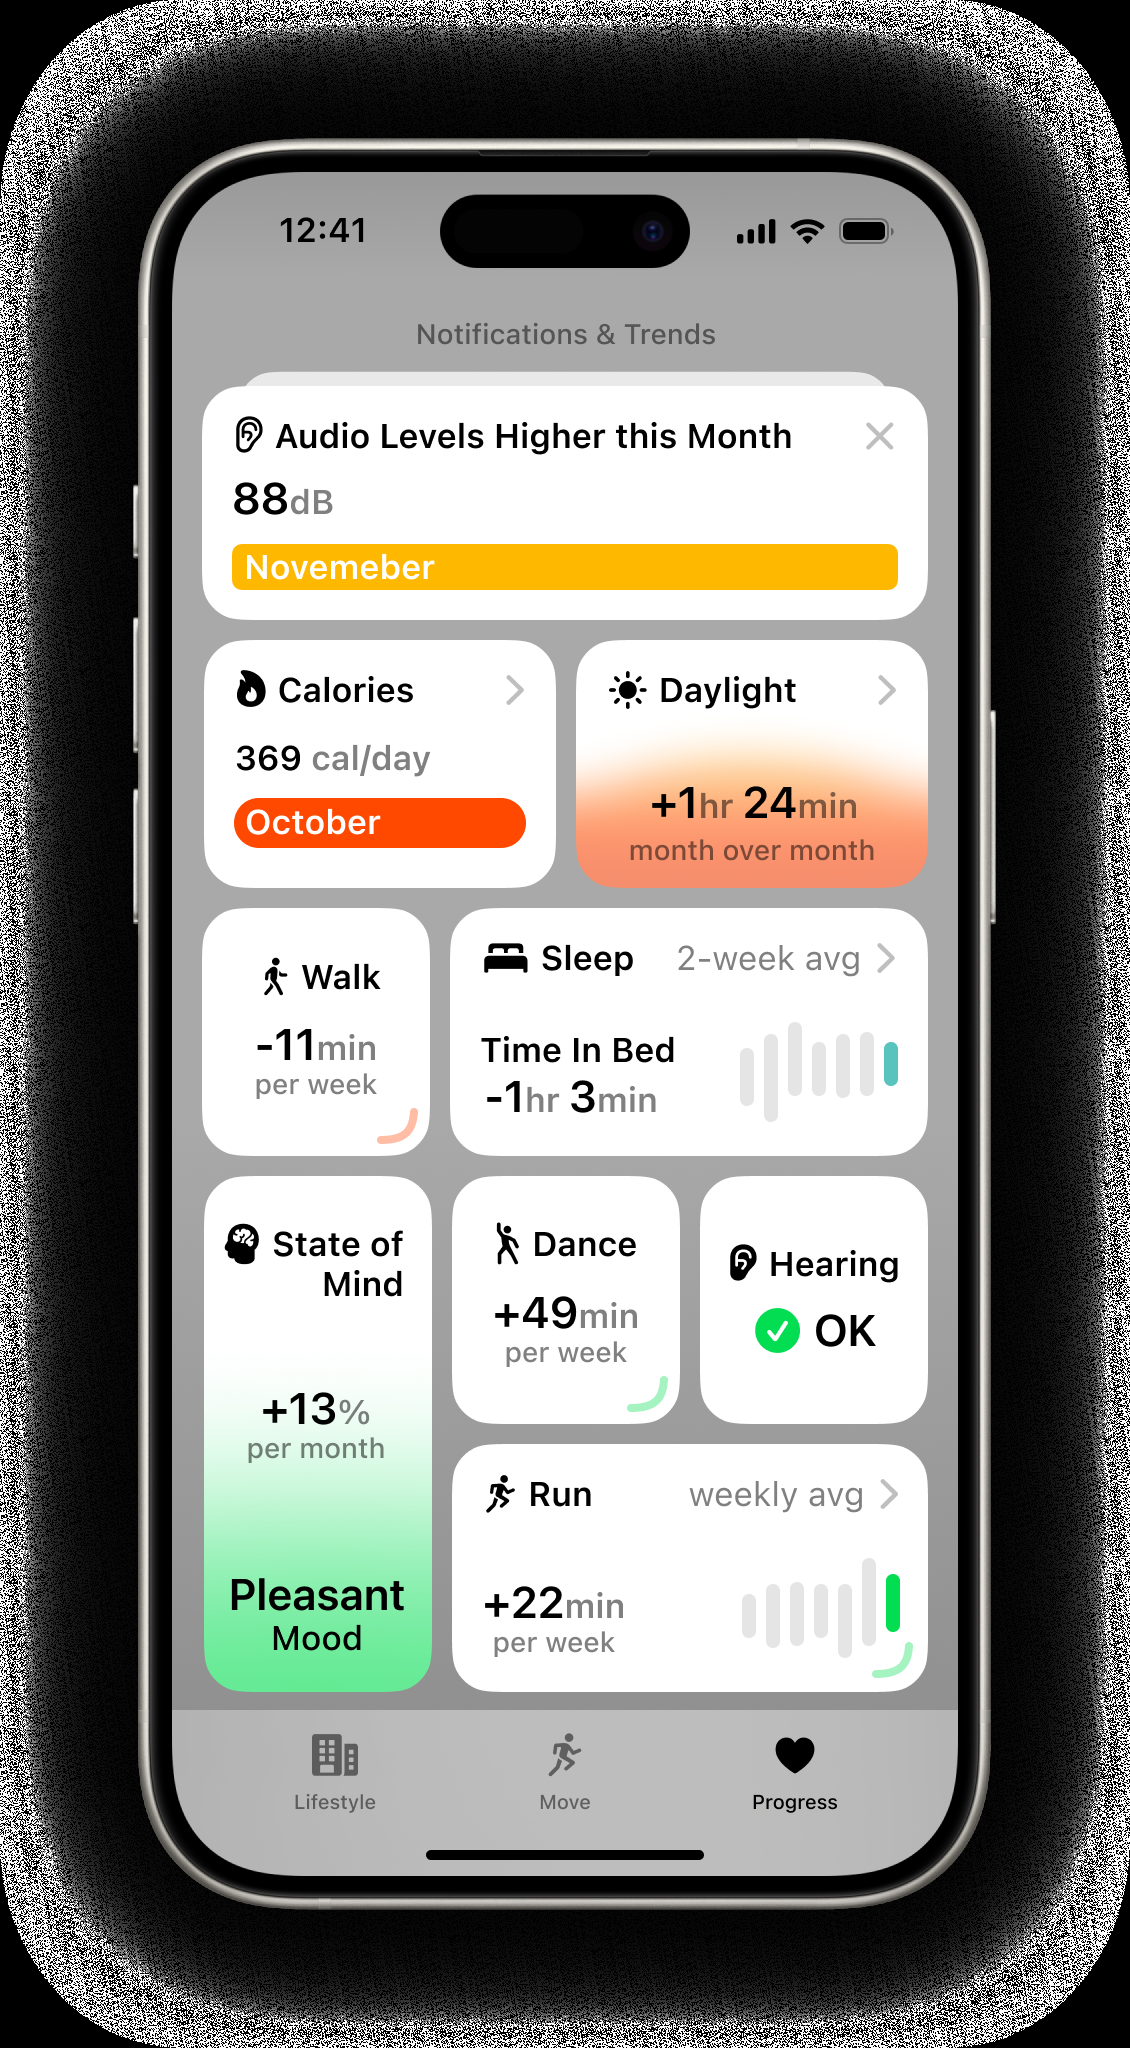 12:41
Notifications & Trends
Audio Levels Higher this Month
88dB
Novemeber
Calories
369 cal/day
October
Daylight
+1hr 24min
month over month
Walk
-11min
per week
Sleep 2-week avg
Time In Bed
-1hr 3min
State of
Mind
+13%
per month
Pleasant
Mood
Dance
+49min
per week
Hearing
OK
Run weekly avg
+22min
per week
Lifestyle
Move
Progress